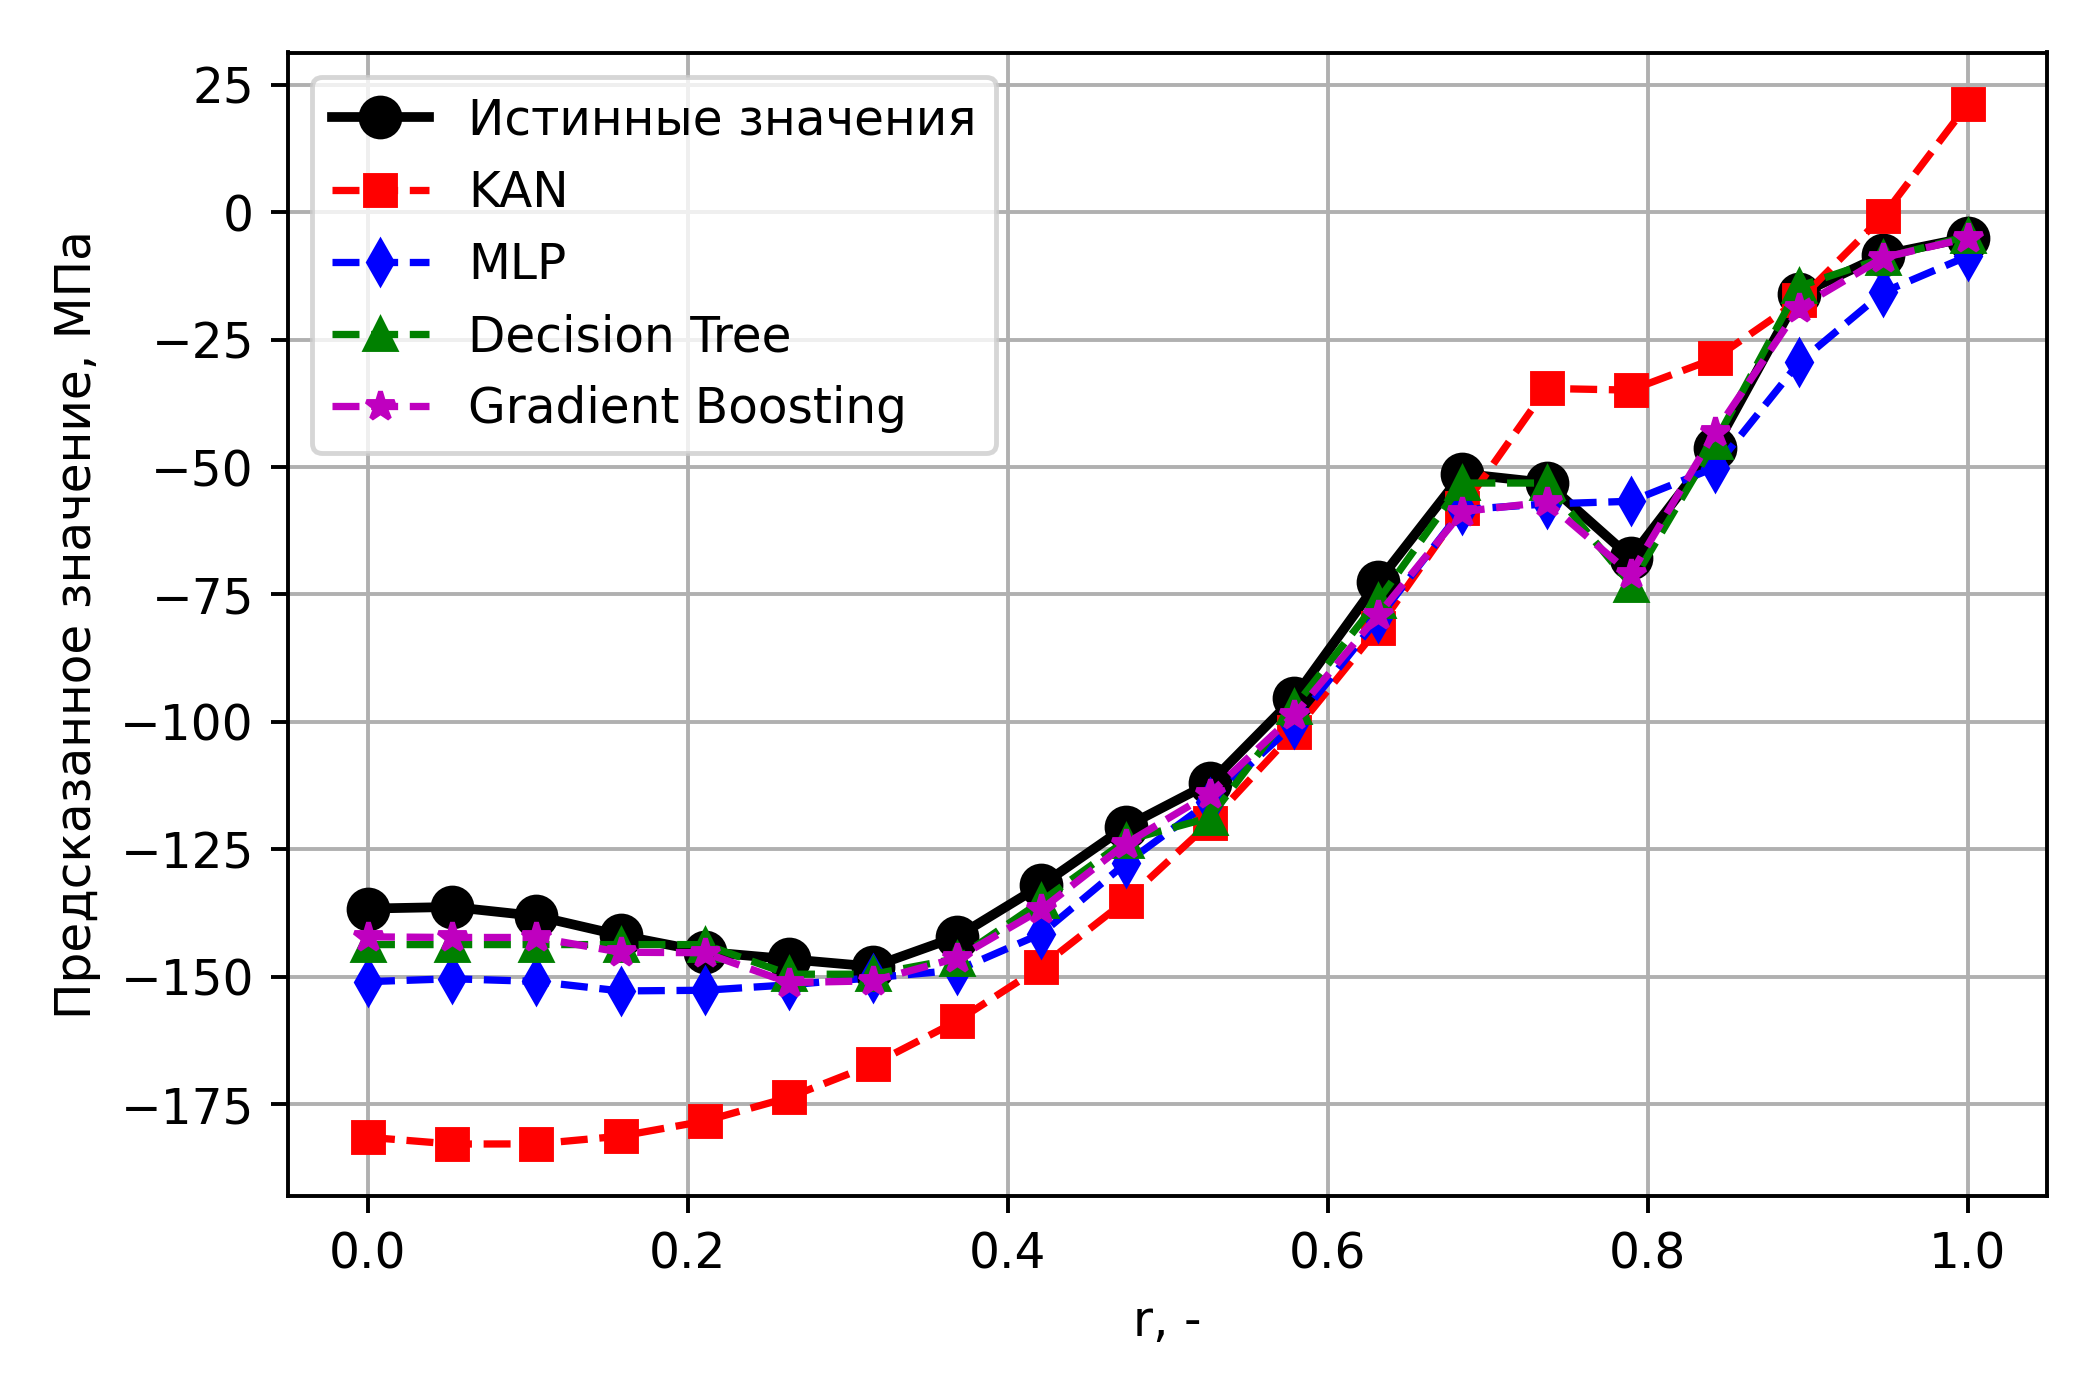 Предсказанное значение, МПа
25
0
−25
−50
−75
−100
−125
−150
−175
Истинные значения
KAN
MLP
Decision Tree
Gradient Boosting
0.0 0.2 0.4 0.6 0.8 1.0
r, -